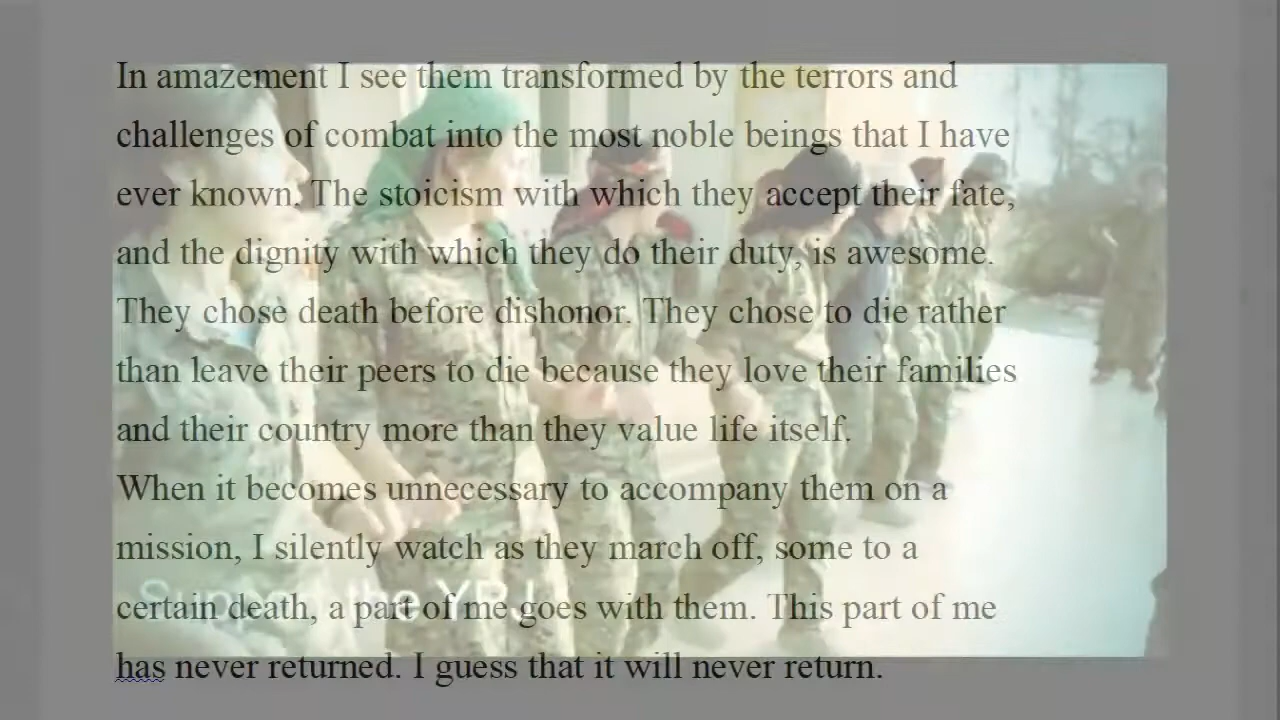 In amazement I see them transformed by the terrors and
challenges of combat into the most noble beings that I have
ever known. The stoicism with which they accept their fate,
and the dignity with which they do their duty, is awesome.
They chose death before dishonor. They chose to die rather
than leave their peers to die because they love their families
and their country more than they value life itself.
When it becomes unnecessary to accompany them on a
mission, I silently watch as they march off, some to a
certain death, a part of me goes with them. This part of me
Support the YPJ
has never returned. I guess that it will never return.